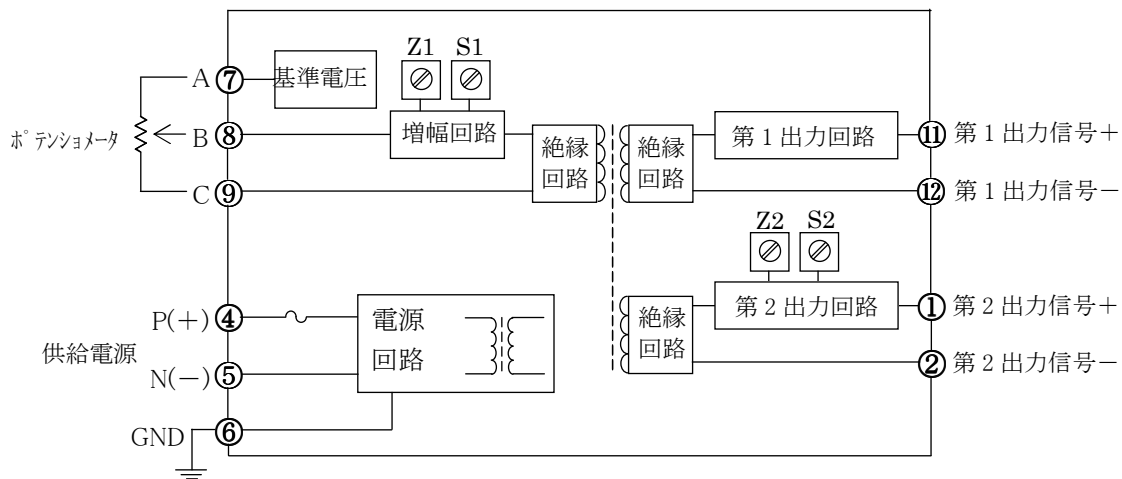 Z1 S1
A ⑦ 基準電圧
ﾎﾟﾃﾝｼｮﾒｰﾀ B ⑧ 増幅回路 絶縁 絶縁 第１出力回路 ⑪ 第１出力信号＋
回路 回路
C ⑨ ⑫ 第１出力信号－
Z2 S2
P(＋) ④ 電源 絶縁 第２出力回路 ① 第２出力信号＋
供給電源 回路 回路
N(－) ⑤ ② 第２出力信号－
GND ⑥